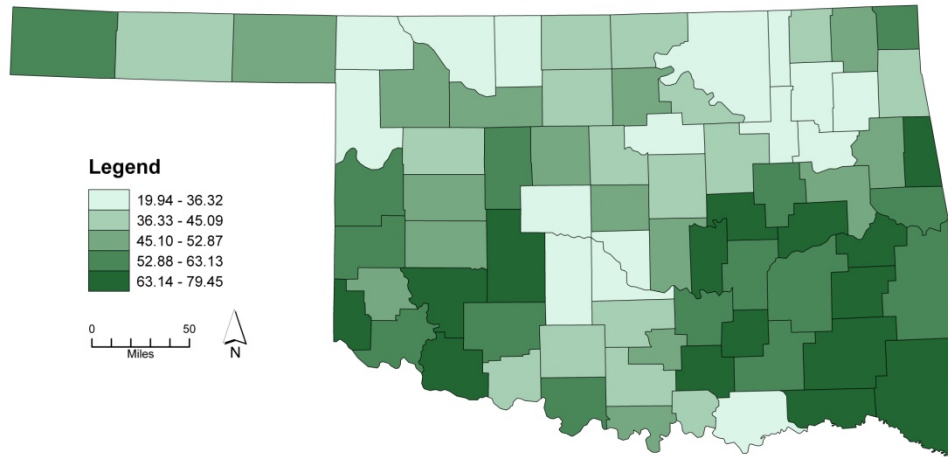 Legend
19.94 - 36.32
36.33 - 45.09
45.10 - 52.87
52.88 - 63.13
63.14 - 79.45
0 50
Miles
N